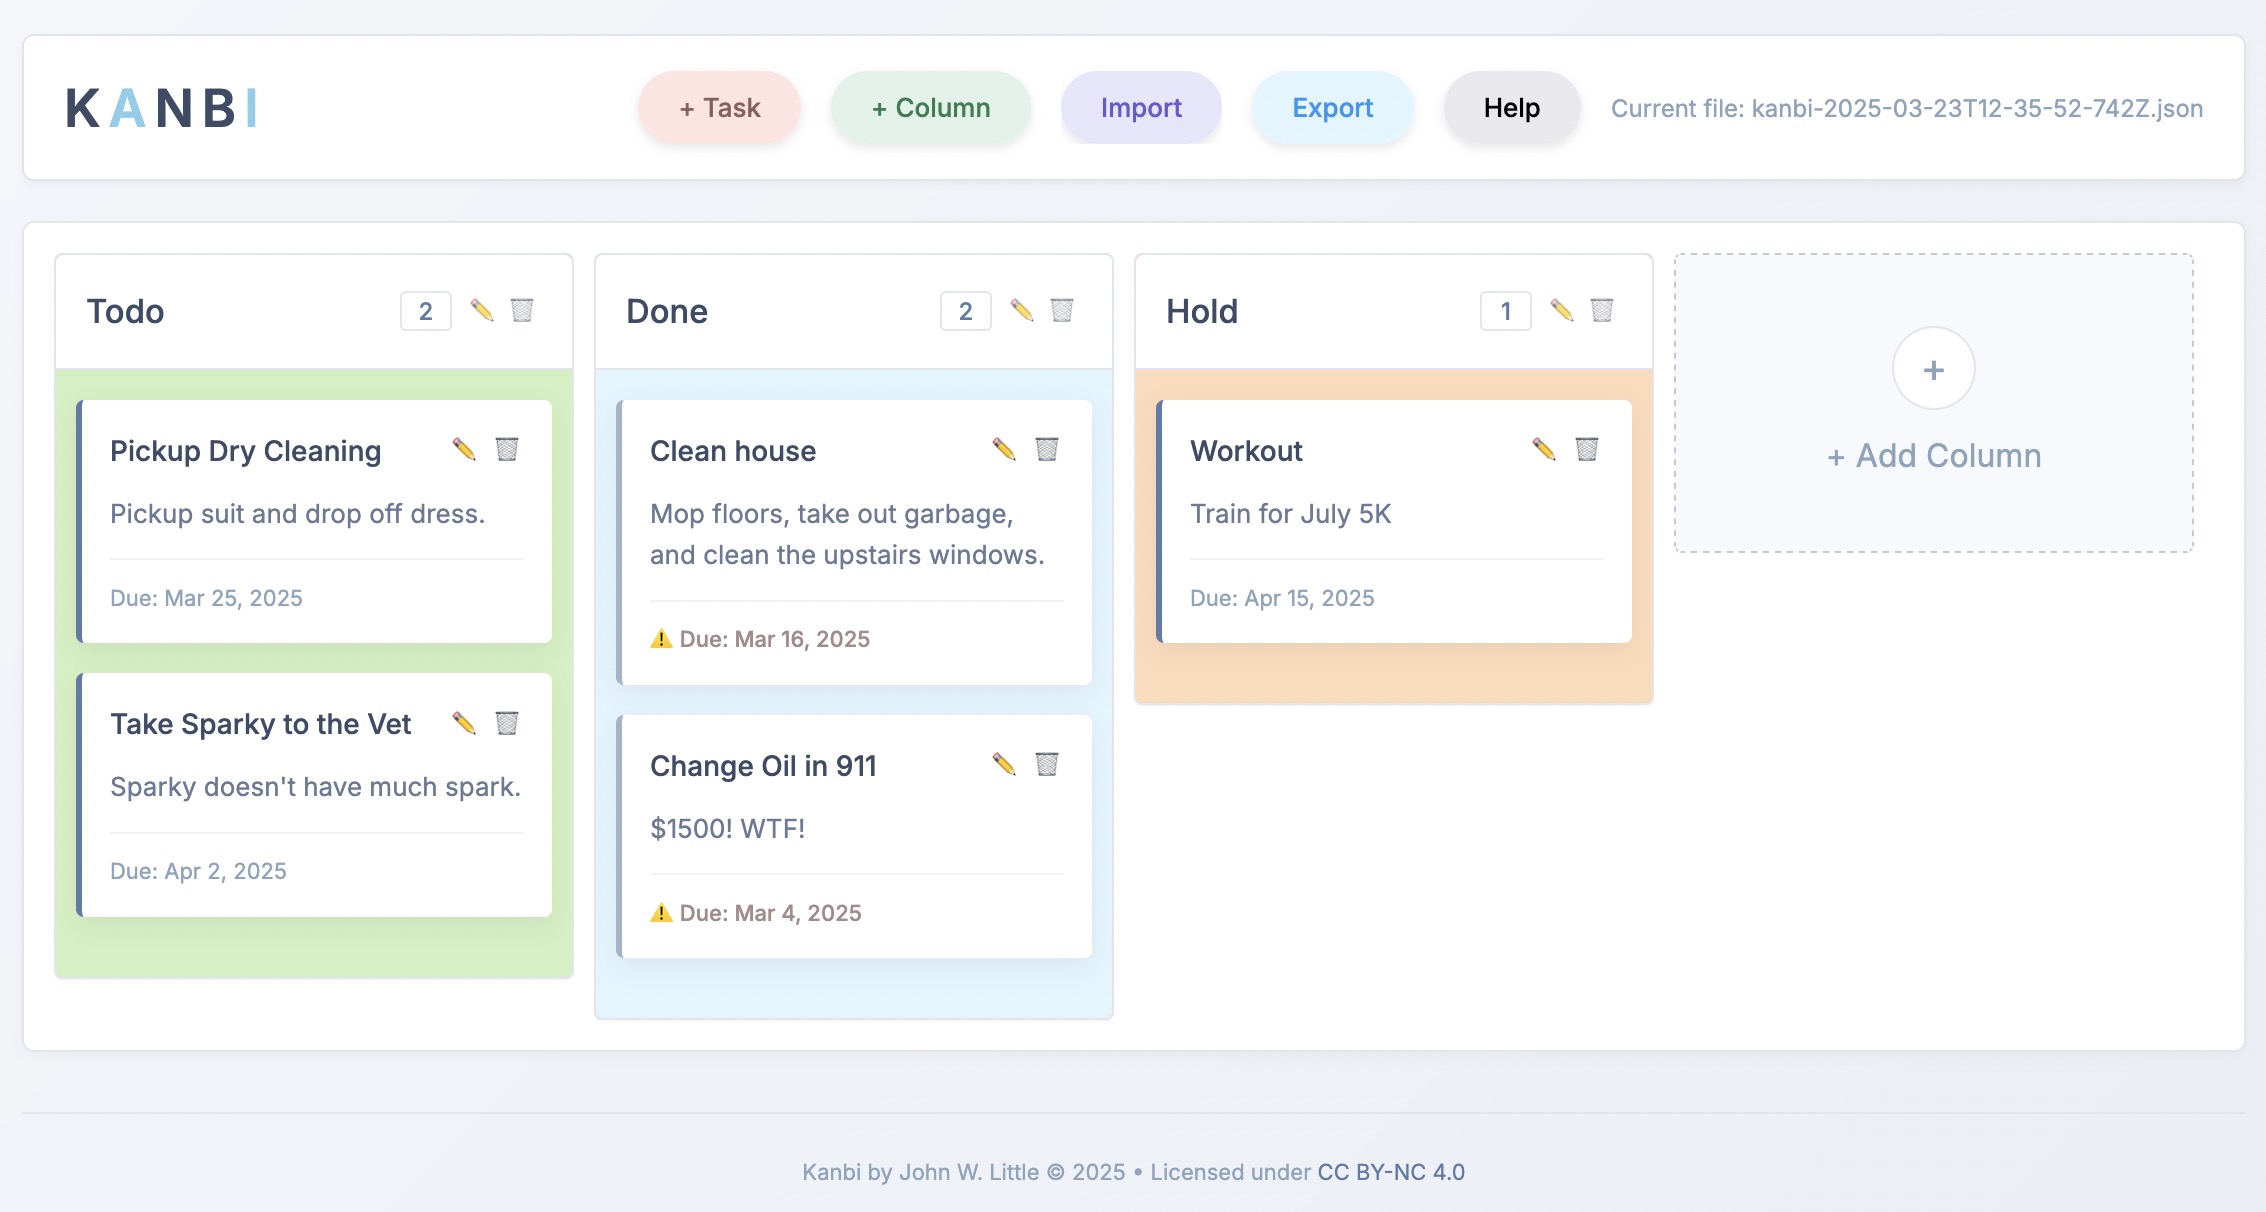 KANBI
+ Task
+ Column
Import
Export
Help
Current file: kanbi-2025-03-23T12-35-52-742Z.json
Todo
2
Pickup Dry Cleaning
Pickup suit and drop off dress.
Due: Mar 25, 2025
Take Sparky to the Vet
Sparky doesn't have much spark.
Due: Apr 2, 2025
Done
2
Clean house
Mop floors, take out garbage,
and clean the upstairs windows.
⚠️ Due: Mar 16, 2025
Change Oil in 911
$1500! WTF!
⚠️ Due: Mar 4, 2025
Hold
1
Workout
Train for July 5K
Due: Apr 15, 2025
+
+ Add Column
Kanbi by John W. Little © 2025 • Licensed under CC BY-NC 4.0